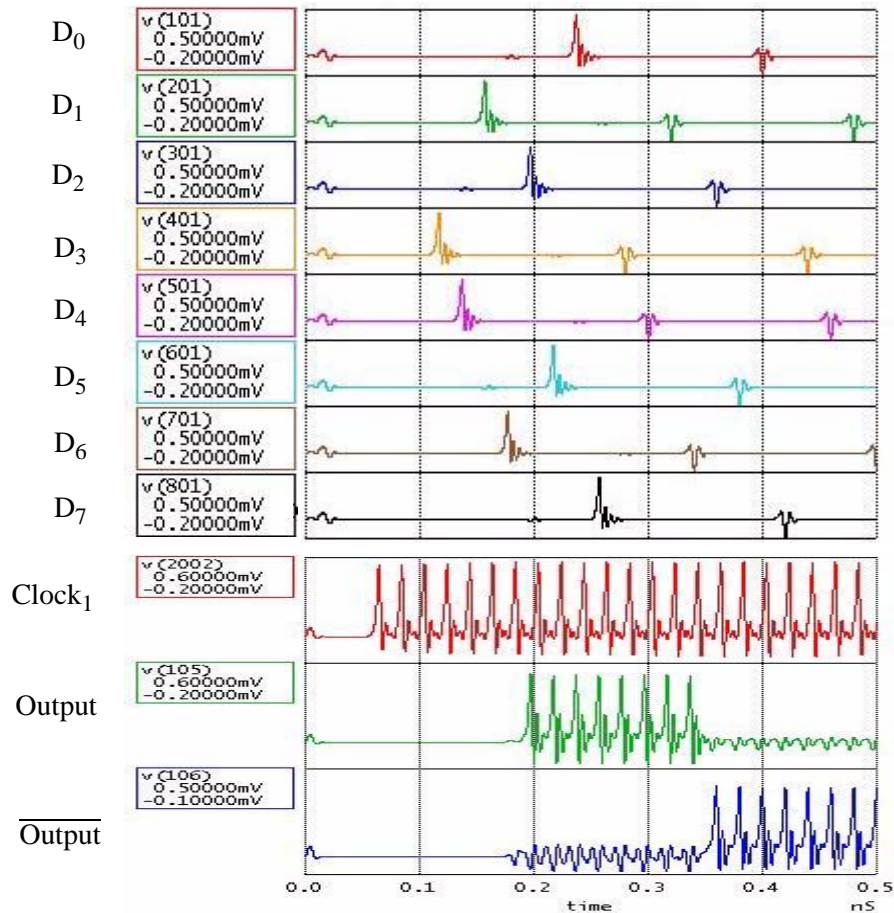 D0
v(101)
0.50000mV
-0.20000mV
D1
v(201)
0.50000mV
-0.20000mV
D2
v(301)
0.50000mV
-0.20000mV
D3
v(401)
0.50000mV
-0.20000mV
D4
v(501)
0.50000mV
-0.20000mV
D5
v(601)
0.50000mV
-0.20000mV
D6
v(701)
0.50000mV
-0.20000mV
D7
v(801)
0.50000mV
-0.20000mV
Clock1
v(2002)
0.60000mV
-0.20000mV
Output
v(105)
0.60000mV
-0.20000mV
Output
v(106)
0.50000mV
-0.10000mV
0.0 0.1 0.2 0.3 0.4 0.5
time nS